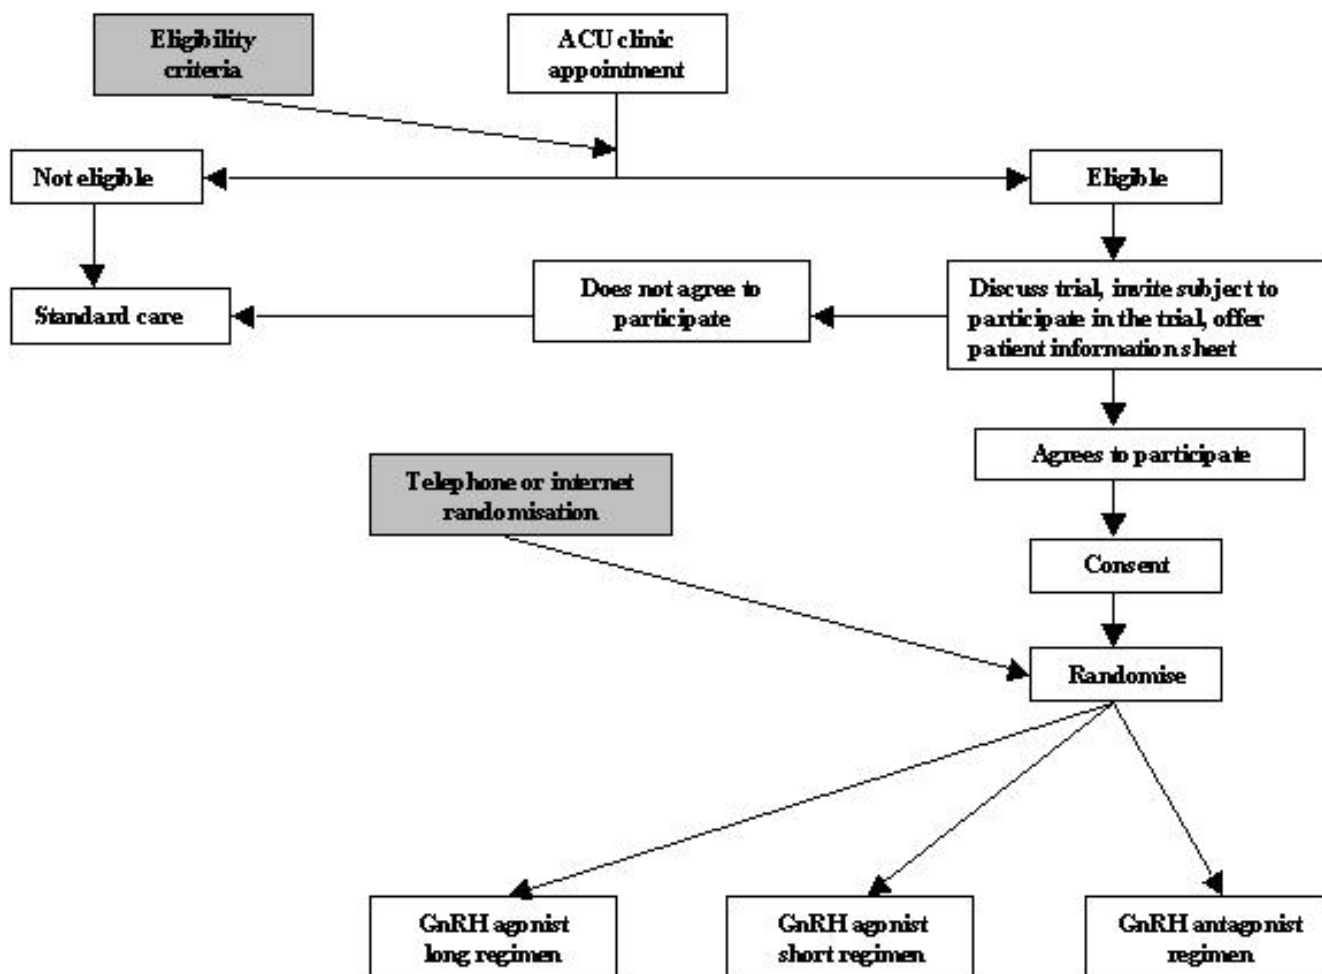 Eligibility
criteria
ACU clinic
appointment
Not eligible
Eligible
Standard care
Does not agree to
participate
Discuss trial, invite subject to
participate in the trial, offer
patient information sheet
Agrees to participate
Telephone or internet
randomisation
Consent
Randomise
GnRH agonist
long regimen
GnRH agonist
short regimen
GnRH antagonist
regimen